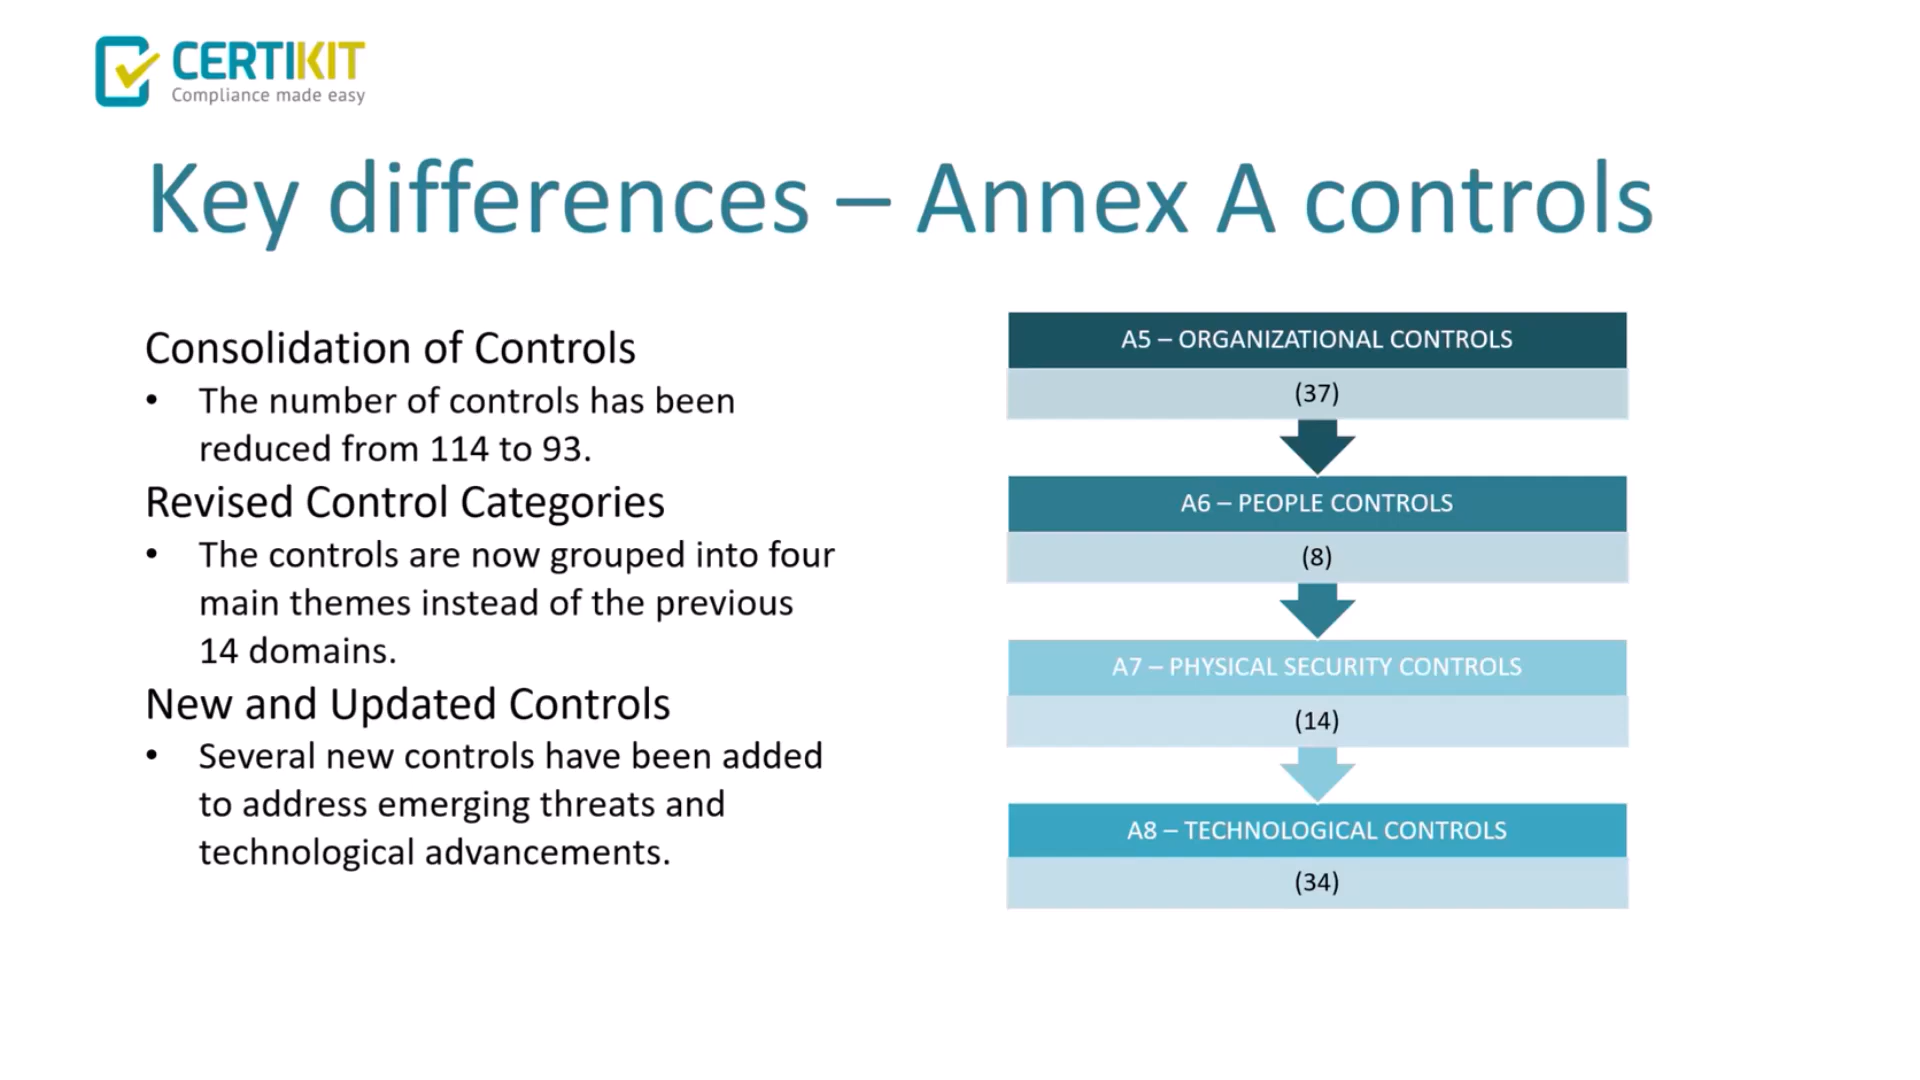 CERTIKIT
Compliance made easy
Key differences – Annex A controls
Consolidation of Controls
• The number of controls has been
reduced from 114 to 93.
Revised Control Categories
• The controls are now grouped into four
main themes instead of the previous
14 domains.
New and Updated Controls
• Several new controls have been added
to address emerging threats and
technological advancements.
A5 – ORGANIZATIONAL CONTROLS
(37)
A6 – PEOPLE CONTROLS
(8)
A7 – PHYSICAL SECURITY CONTROLS
(14)
A8 – TECHNOLOGICAL CONTROLS
(34)